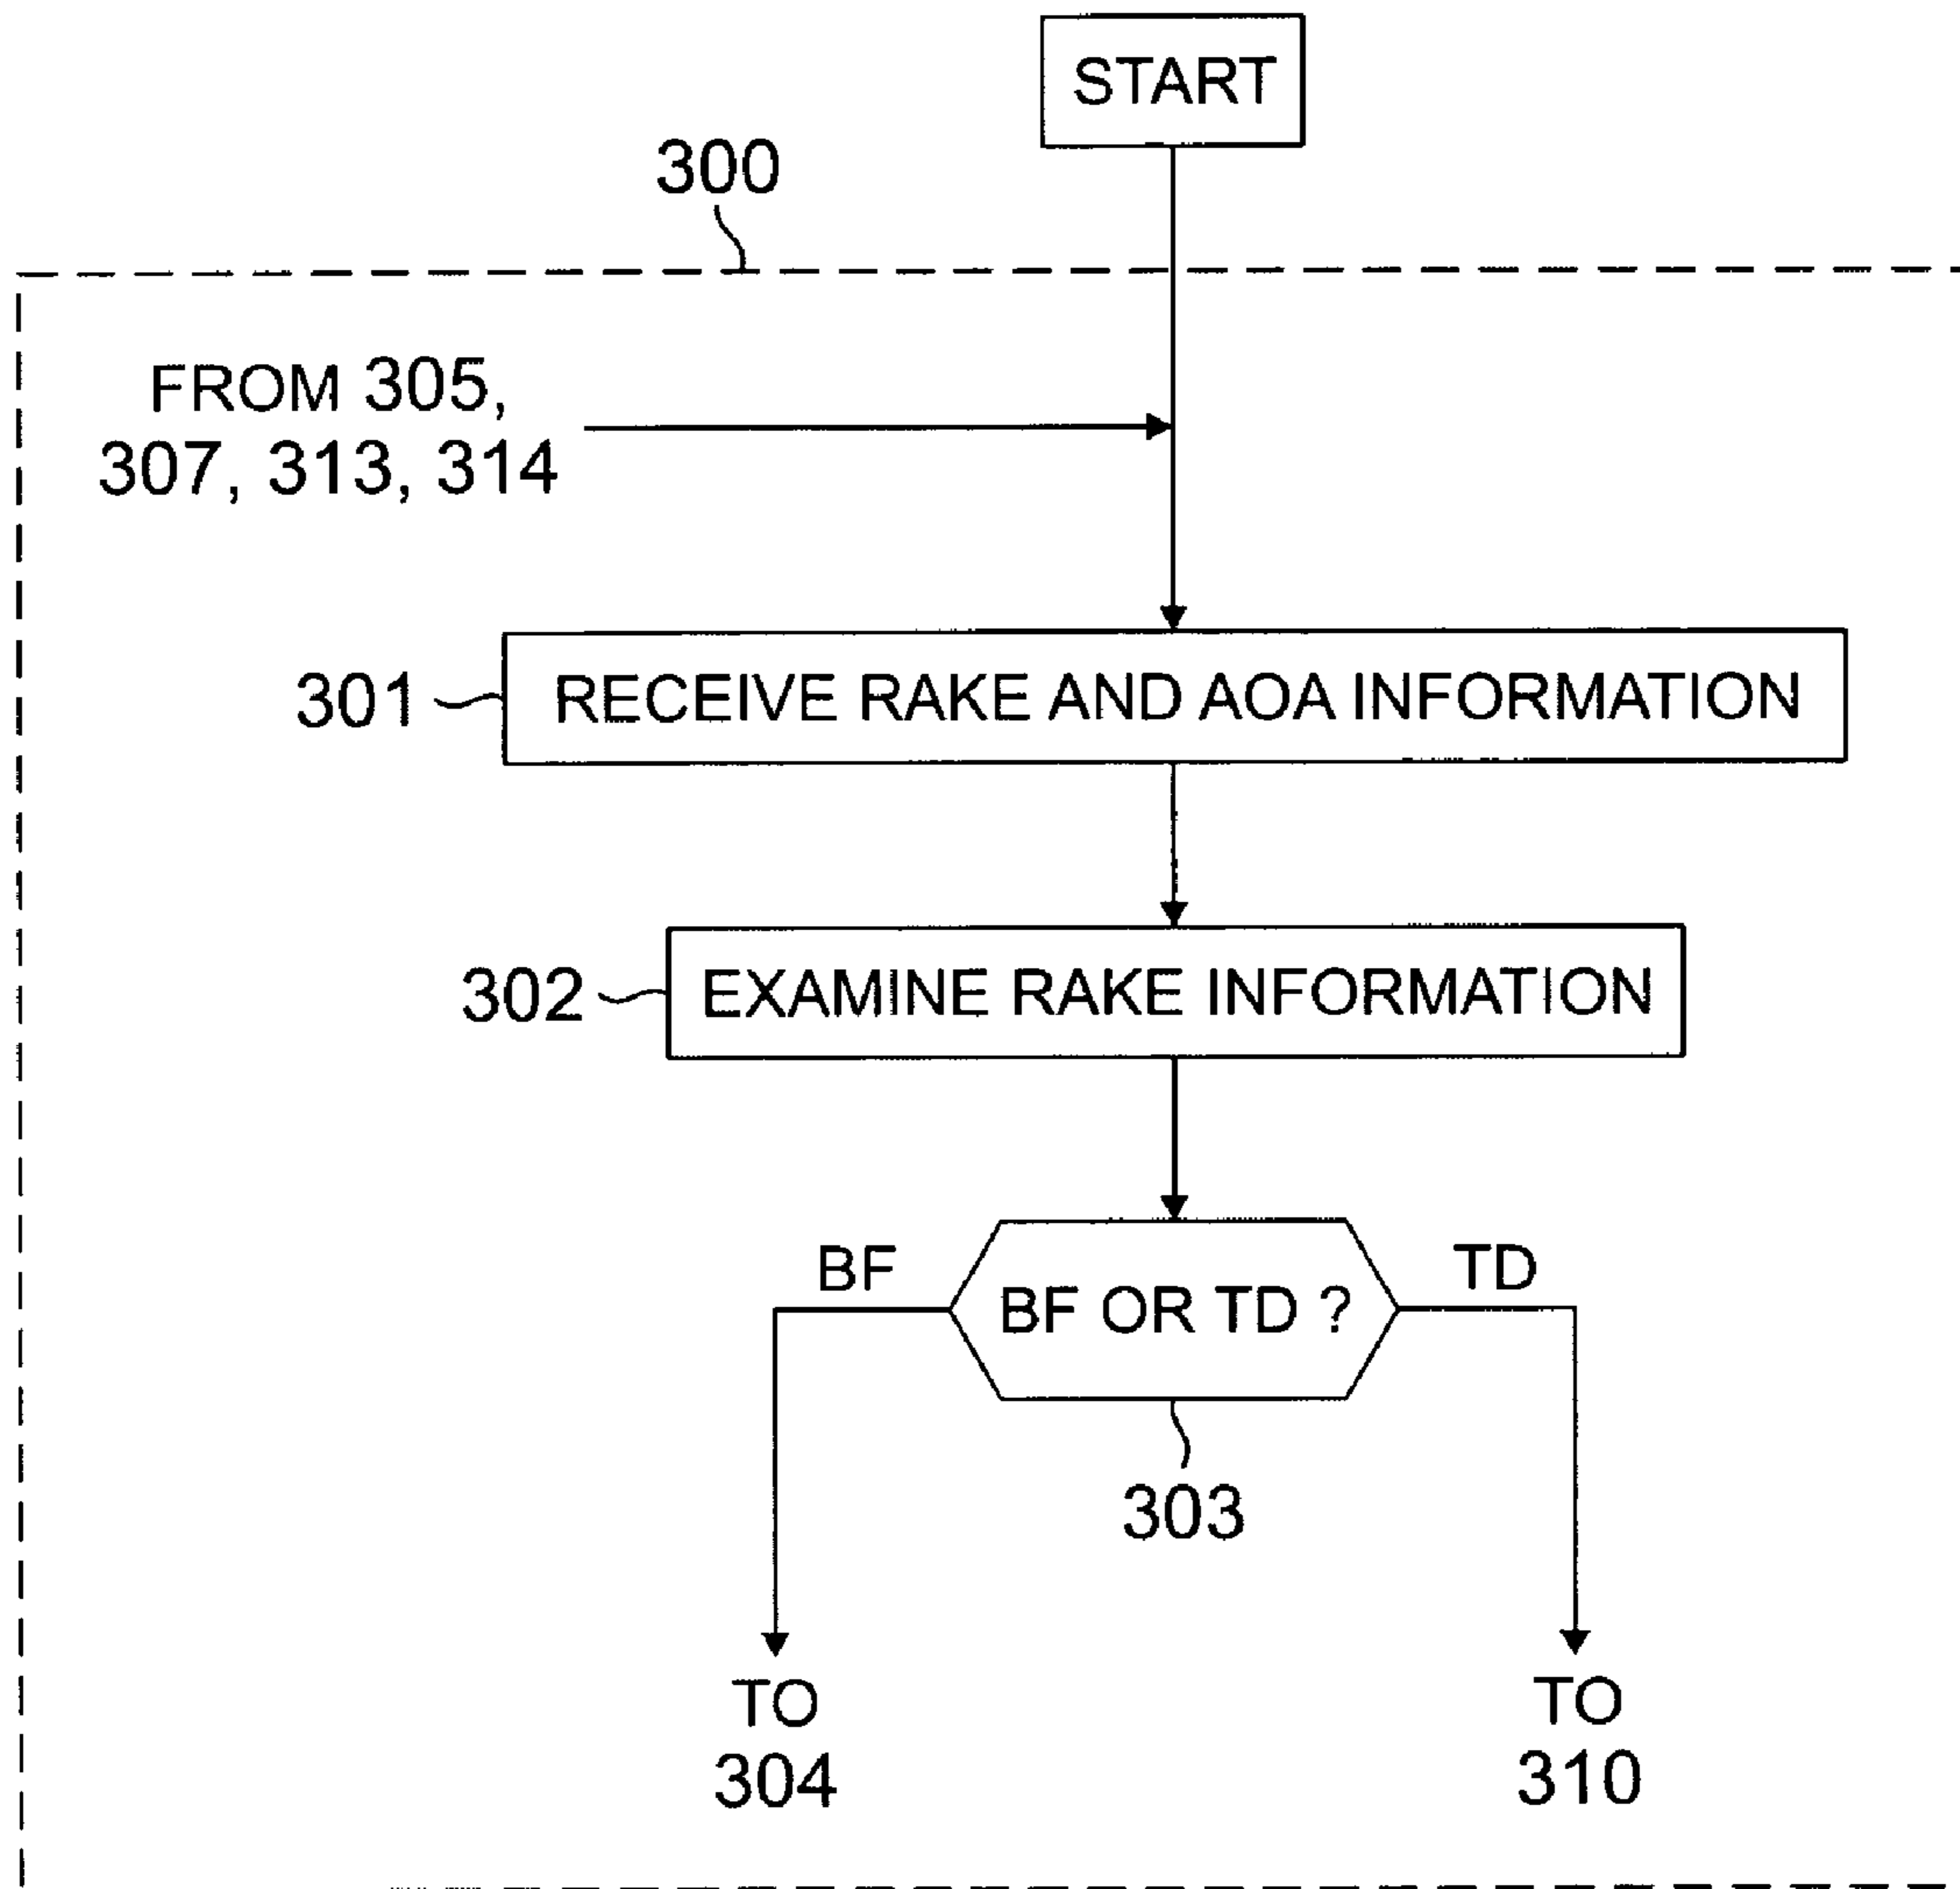 START
300
FROM 305,
307, 313, 314
301
RECEIVE RAKE AND AOA INFORMATION
302
EXAMINE RAKE INFORMATION
BF
BF OR TD ?
TD
303
TO
304
TO
310